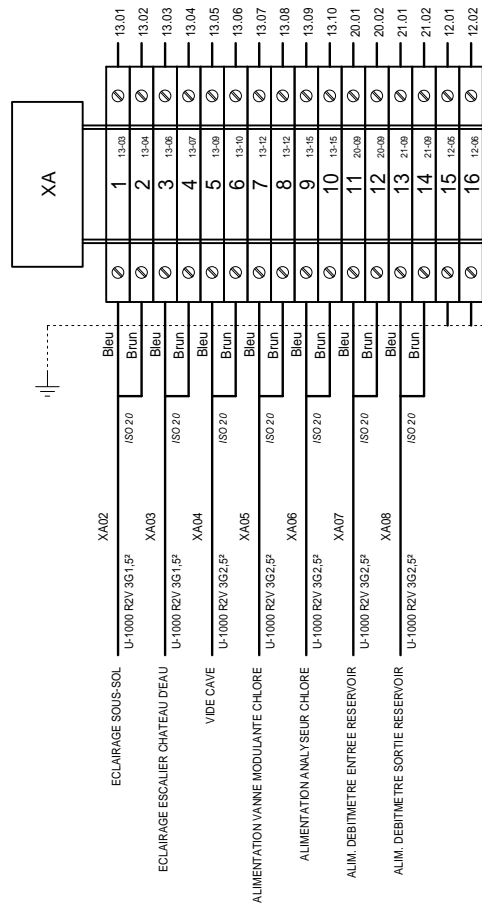 XA
1 13-03 13.01
2 13-04 13.02
3 13-06 13.03
4 13-07 13.04
5 13-09 13.05
6 13-10 13.06
7 13-12 13.07
8 13-12 13.08
9 13-15 13.09
10 13-15 13.10
11 20-09 20.01
12 20-09 20.02
13 21-09 21.01
14 21-09 21.02
15 12-05 12.01
16 12-06 12.02
Bleu
Brun
Bleu
Brun
Bleu
Brun
Bleu
Brun
Bleu
Brun
Bleu
Brun
Bleu
Brun
ECLAIRAGE SOUS-SOL
XA02
U-1000 R2V 3G1,5²
ISO 20
ECLAIRAGE ESCALIER CHATEAU D'EAU
XA03
U-1000 R2V 3G1,5²
ISO 20
VIDE CAVE
XA04
U-1000 R2V 3G2,5²
ISO 20
ALIMENTATION VANNE MODULANTE CHLORE
XA05
U-1000 R2V 3G2,5²
ISO 20
ALIMENTATION ANALYSEUR CHLORE
XA06
U-1000 R2V 3G2,5²
ISO 20
ALIM. DEBITMETRE ENTREE RESERVOIR
XA07
U-1000 R2V 3G2,5²
ISO 20
ALIM. DEBITMETRE SORTIE RESERVOIR
XA08
U-1000 R2V 3G2,5²
ISO 20